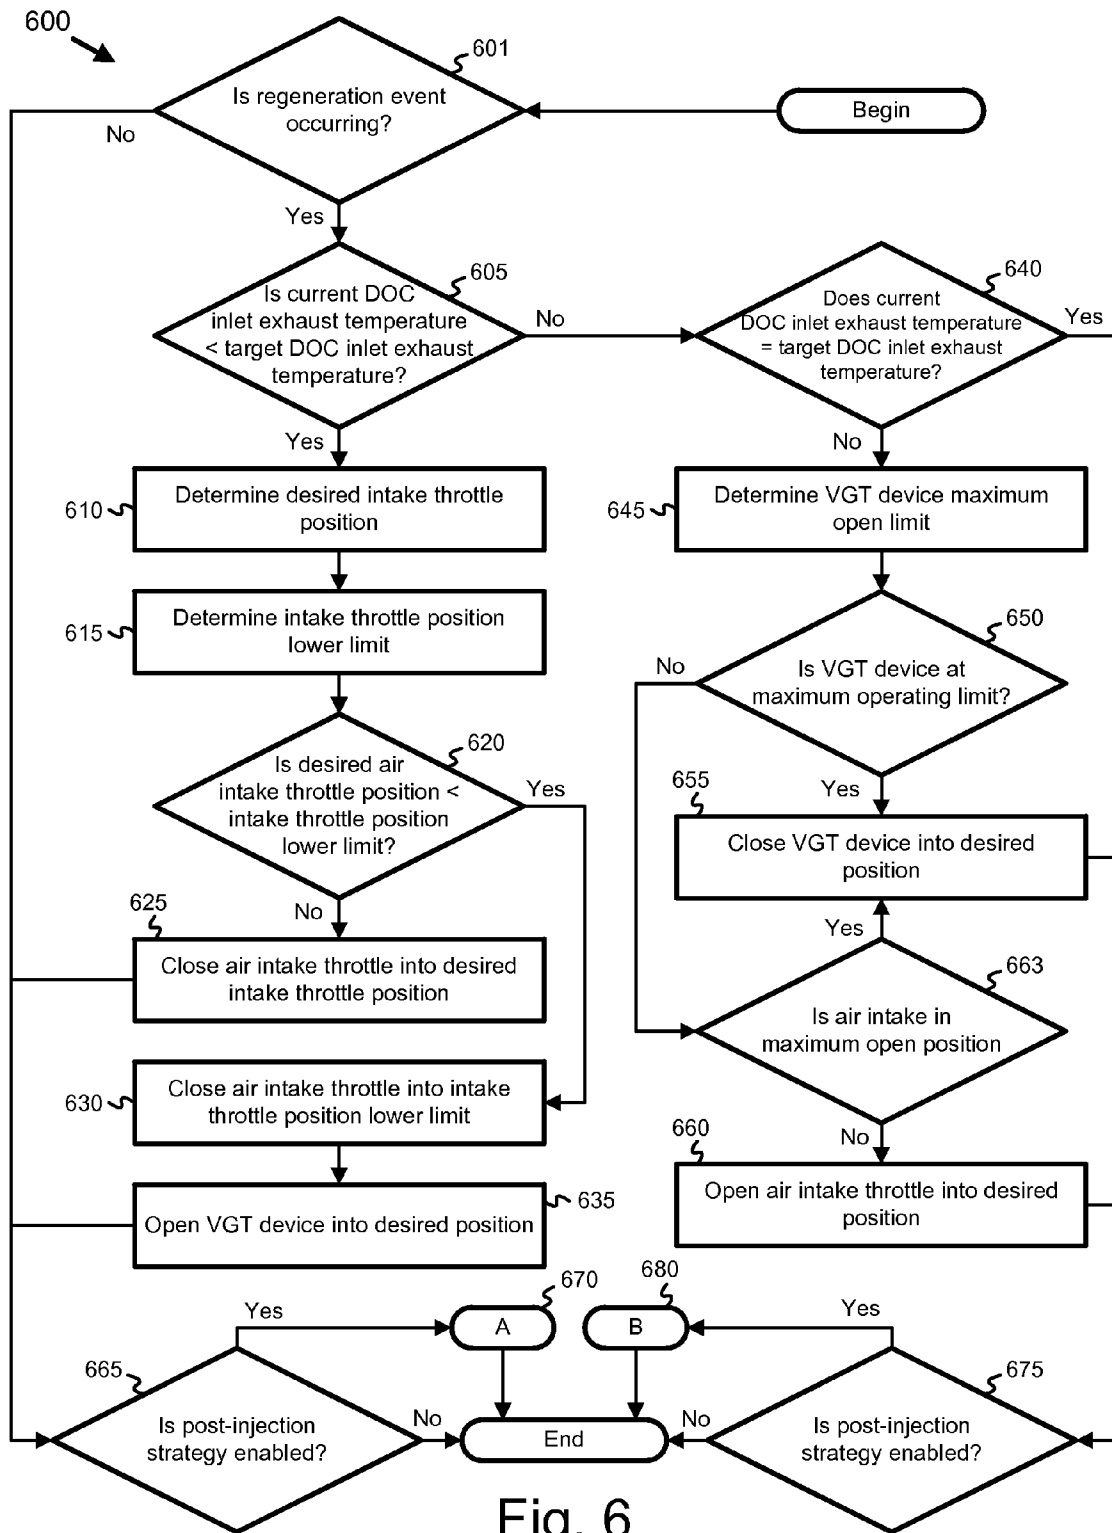 600
601
Is regeneration event
occurring?
Begin
No
Yes
605
Is current DOC
inlet exhaust temperature
< target DOC inlet exhaust
temperature?
No
640
Does current
DOC inlet exhaust temperature
= target DOC inlet exhaust
temperature?
Yes
Yes
No
610
Determine desired intake throttle
position
645
Determine VGT device maximum
open limit
615
Determine intake throttle position
lower limit
650
Is VGT device at
maximum operating limit?
No
Yes
620
Is desired air
intake throttle position <
intake throttle position
lower limit?
Yes
No
655
Close VGT device into desired
position
625
Close air intake throttle into desired
intake throttle position
Yes
663
Is air intake in
maximum open position
No
630
Close air intake throttle into intake
throttle position lower limit
660
Open air intake throttle into desired
position
635
Open VGT device into desired position
670
A
680
B
Yes
Yes
665
Is post-injection
strategy enabled?
No
End
No
675
Is post-injection
strategy enabled?
Fig. 6